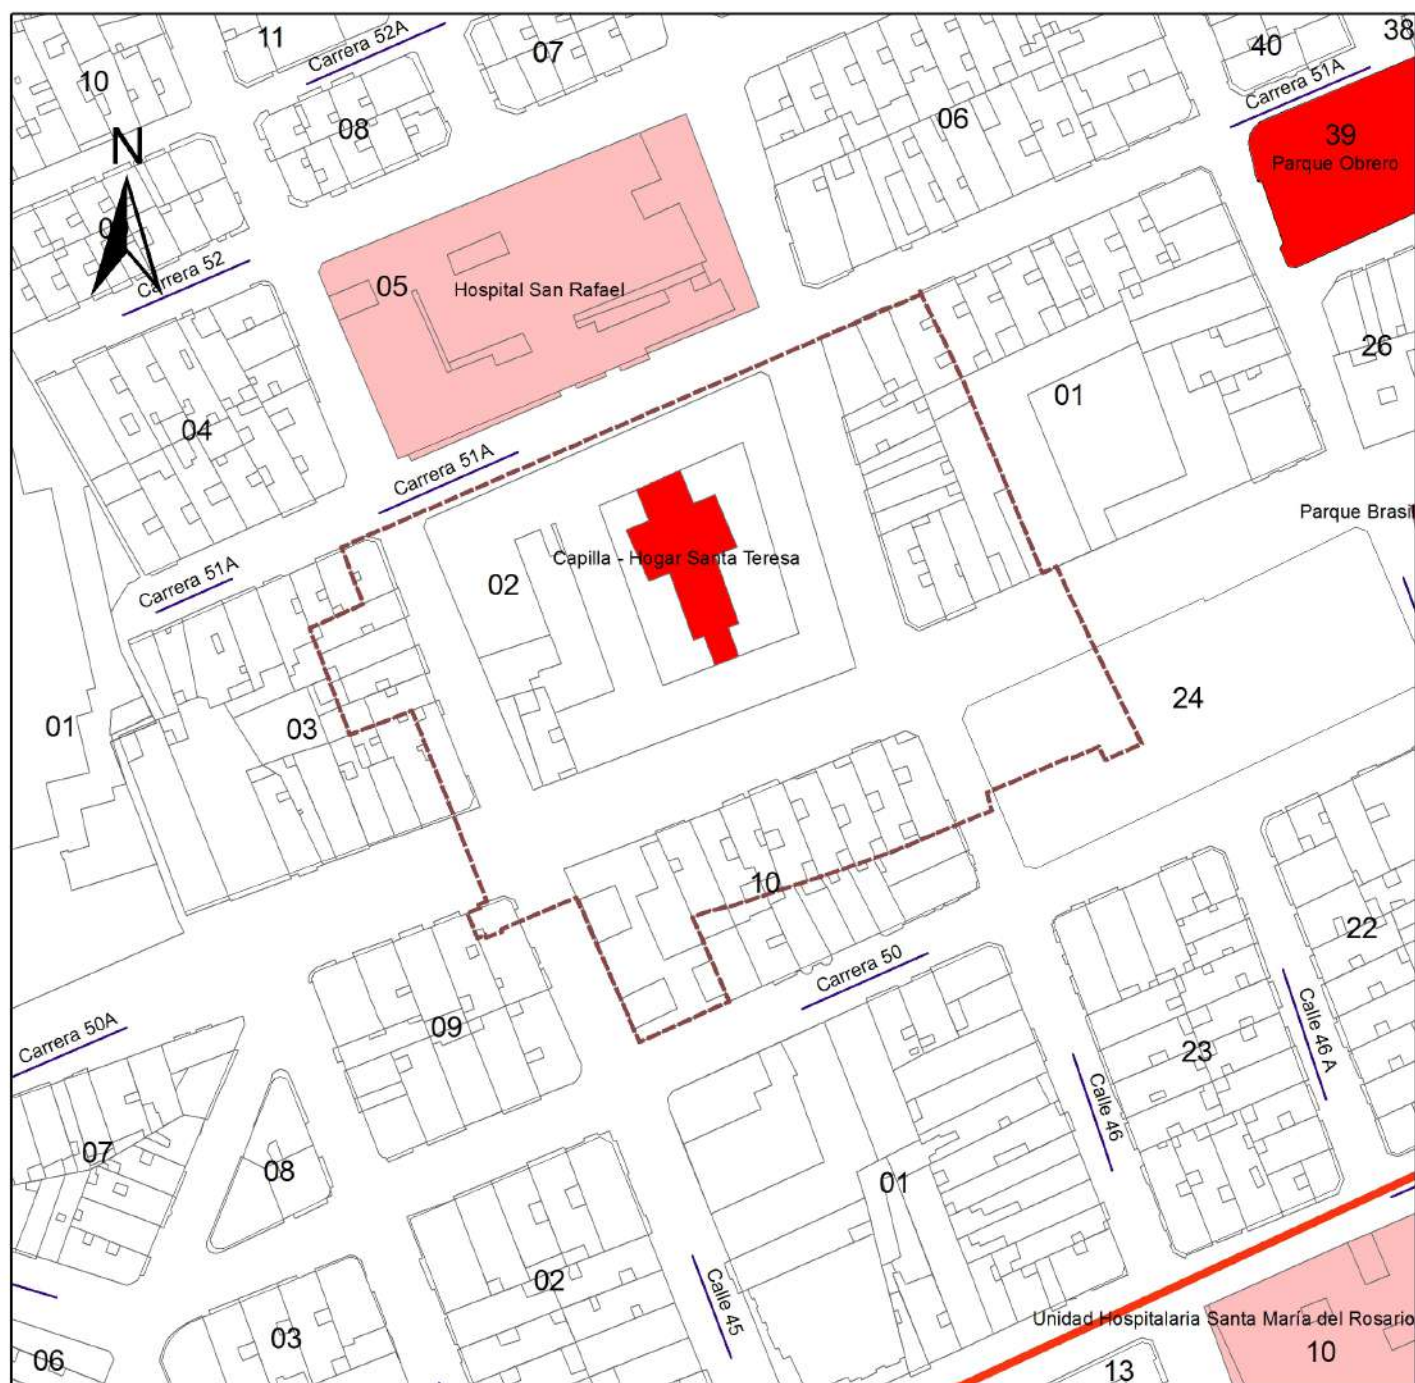 11
Carrera 52A
07
40
38
10
Carrera 51A
08
06
39
N
Parque Obrero
05
Hospital San Rafael
Carrera 52
26
01
04
Carrera 51A
Parque Brasil
Capilla - Hogar Santa Teresa
Carrera 51A
02
24
01
03
10
22
Carrera 50
09
Carrera 50A
Calle 46 A
23
Calle 46
07
08
01
02
Calle 45
Unidad Hospitalaria Santa María del Rosario
03
10
06
13